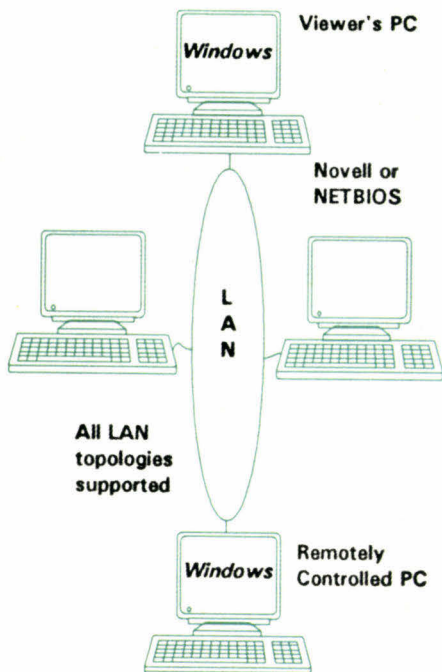 Viewer's PC
Windows
Novell or
NETBIOS
L
A
N
All LAN
topologies
supported
Windows
Remotely
Controlled PC